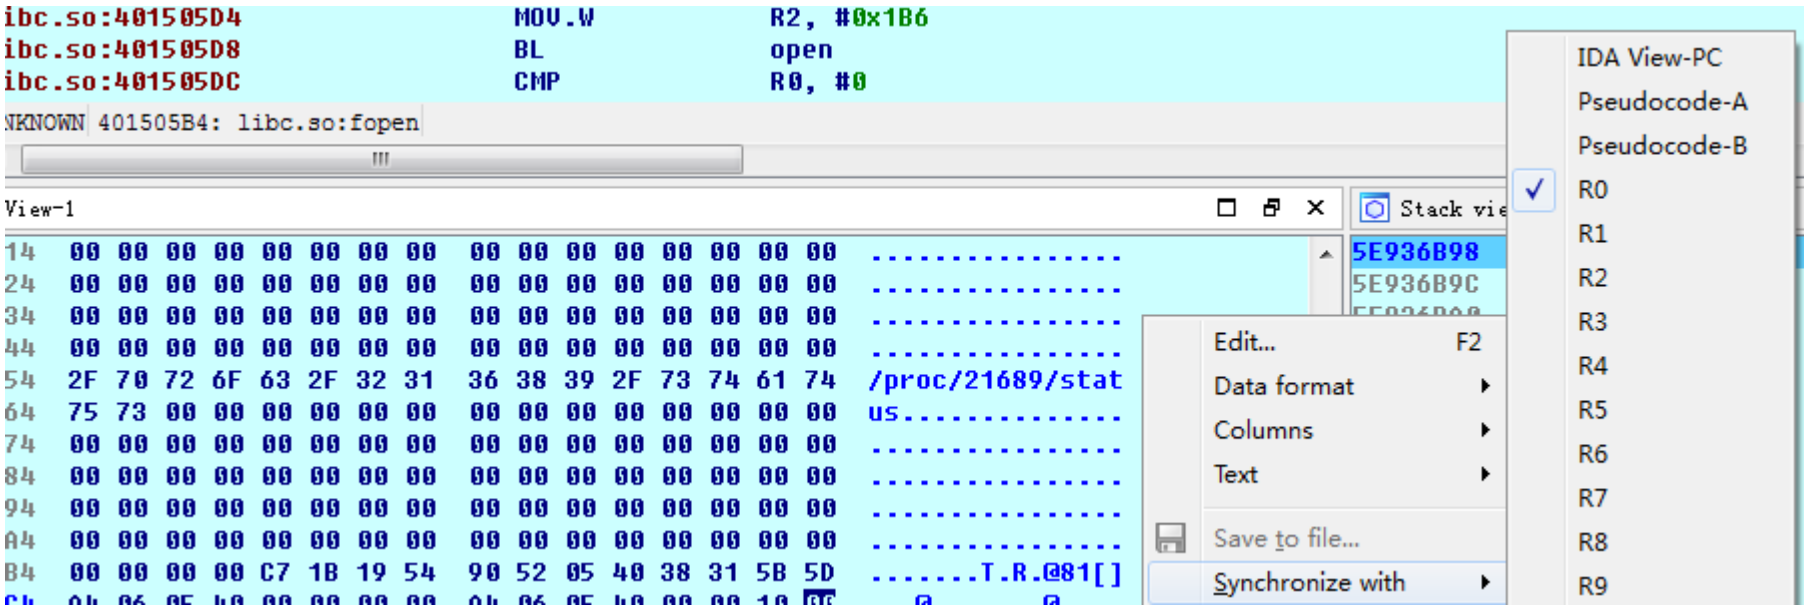 ibc.so:401505D4 MOV.W R2, #0x1B6
ibc.so:401505D8 BL open
ibc.so:401505DC CMP R0, #0
NKNOWN 401505B4: libc.so:fopen
View-1
Stack vie
14 00 00 00 00 00 00 00 00 00 00 00 00 00 00 00 00 ................
24 00 00 00 00 00 00 00 00 00 00 00 00 00 00 00 00 ................
34 00 00 00 00 00 00 00 00 00 00 00 00 00 00 00 00 ................
44 00 00 00 00 00 00 00 00 00 00 00 00 00 00 00 00 ................
54 2F 70 72 6F 63 2F 32 31 36 38 39 2F 73 74 61 74 /proc/21689/stat
64 75 73 00 00 00 00 00 00 00 00 00 00 00 00 00 00 us..............
74 00 00 00 00 00 00 00 00 00 00 00 00 00 00 00 00 ................
84 00 00 00 00 00 00 00 00 00 00 00 00 00 00 00 00 ................
94 00 00 00 00 00 00 00 00 00 00 00 00 00 00 00 00 ................
A4 00 00 00 00 00 00 00 00 00 00 00 00 00 00 00 00 ................
B4 00 00 00 00 C7 1B 19 54 90 52 05 40 38 31 5B 5D .......T.R.@81[]
5E936B98
5E936B9C
Edit... F2
Data format
Columns
Text
Save to file...
Synchronize with
IDA View-PC
Pseudocode-A
Pseudocode-B
R0
R1
R2
R3
R4
R5
R6
R7
R8
R9